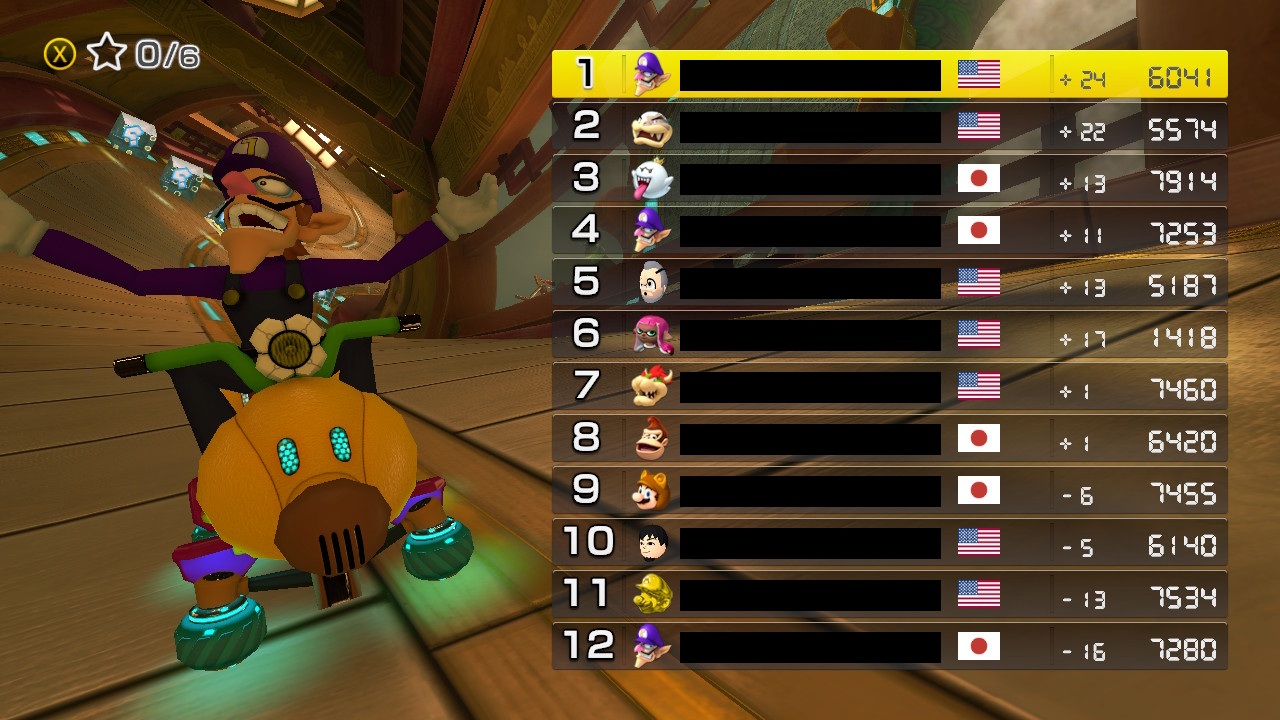 X 0/6
1 + 24 6041
2 + 22 5574
3 + 13 7914
4 + 11 7253
5 + 13 5187
6 + 17 1418
7 + 1 7460
8 + 1 6420
9 - 6 7455
10 - 5 6140
11 - 13 7534
12 - 16 7280